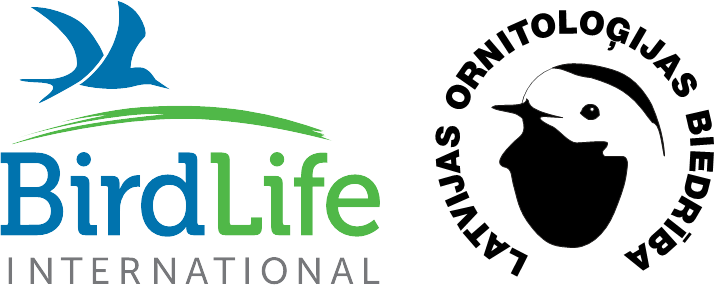 BirdLife
INTERNATIONAL
LATVIJAS ORNITOLOĢIJAS BIEDRĪBA